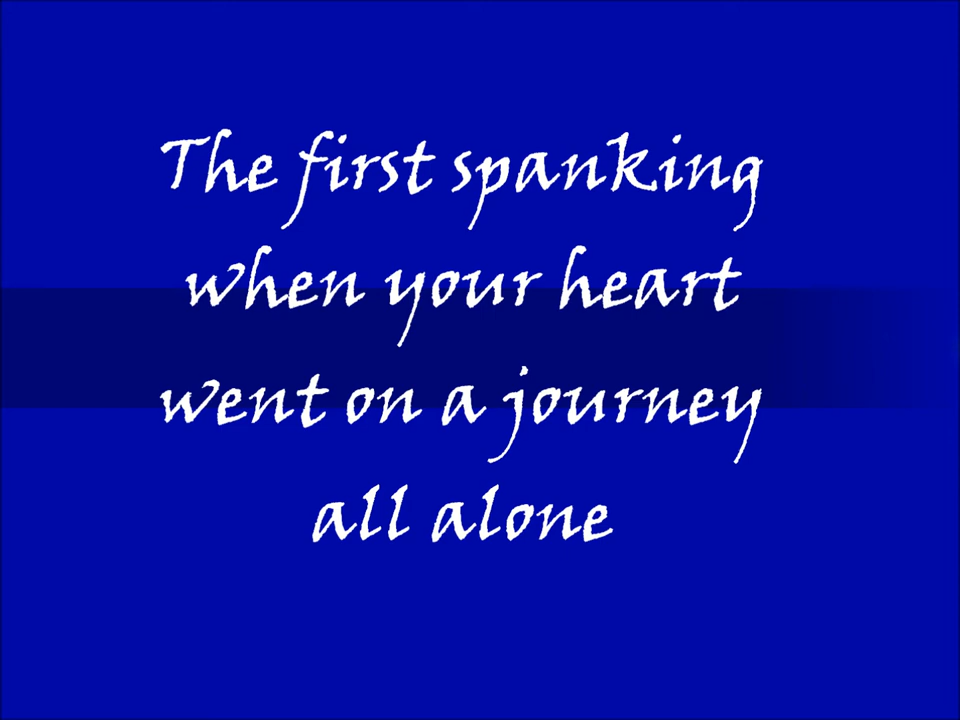 The first spanking
when your heart
went on a journey
all alone